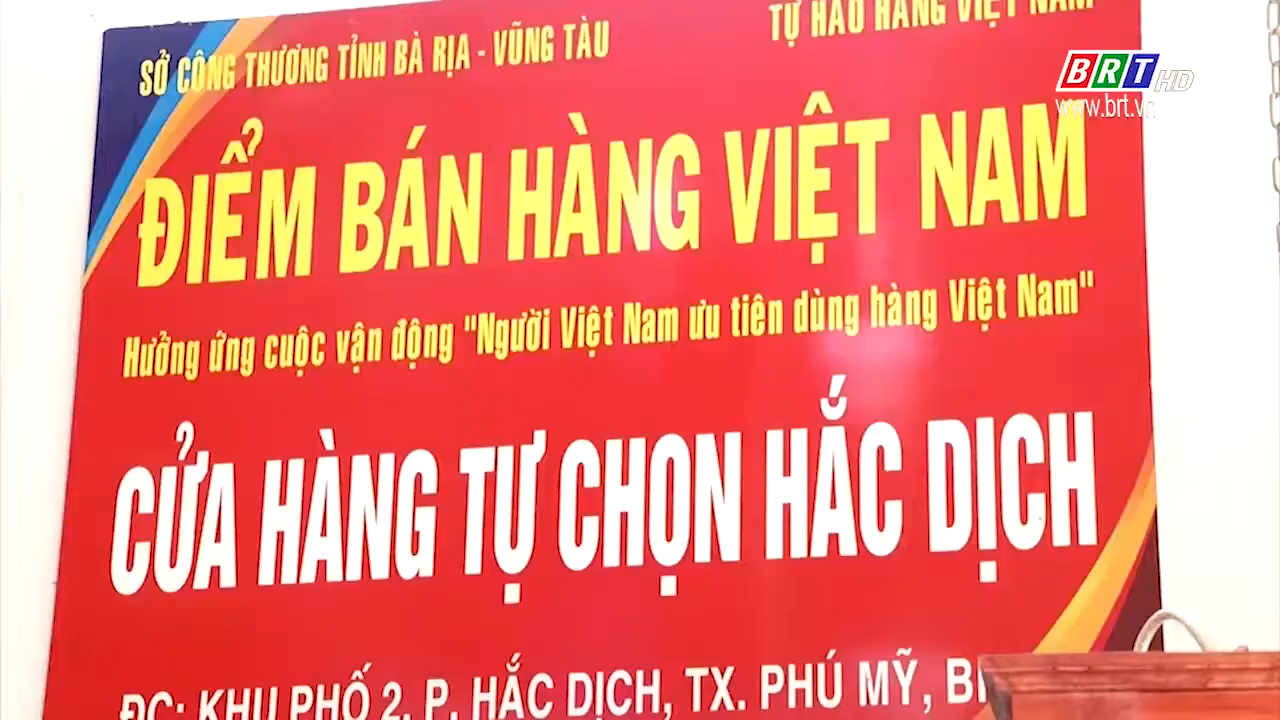 SỞ CÔNG THƯƠNG TỈNH BÀ RỊA - VŨNG TÀU
TỰ HÀO HÀNG VIỆT NAM
BRT HD
www.brt.vn
ĐIỂM BÁN HÀNG VIỆT NAM
Hưởng ứng cuộc vận động "Người Việt Nam ưu tiên dùng hàng Việt Nam"
CỬA HÀNG TỰ CHỌN HẮC DỊCH
ĐC: KHU PHỐ 2, P. HẮC DỊCH, TX. PHÚ MỸ,